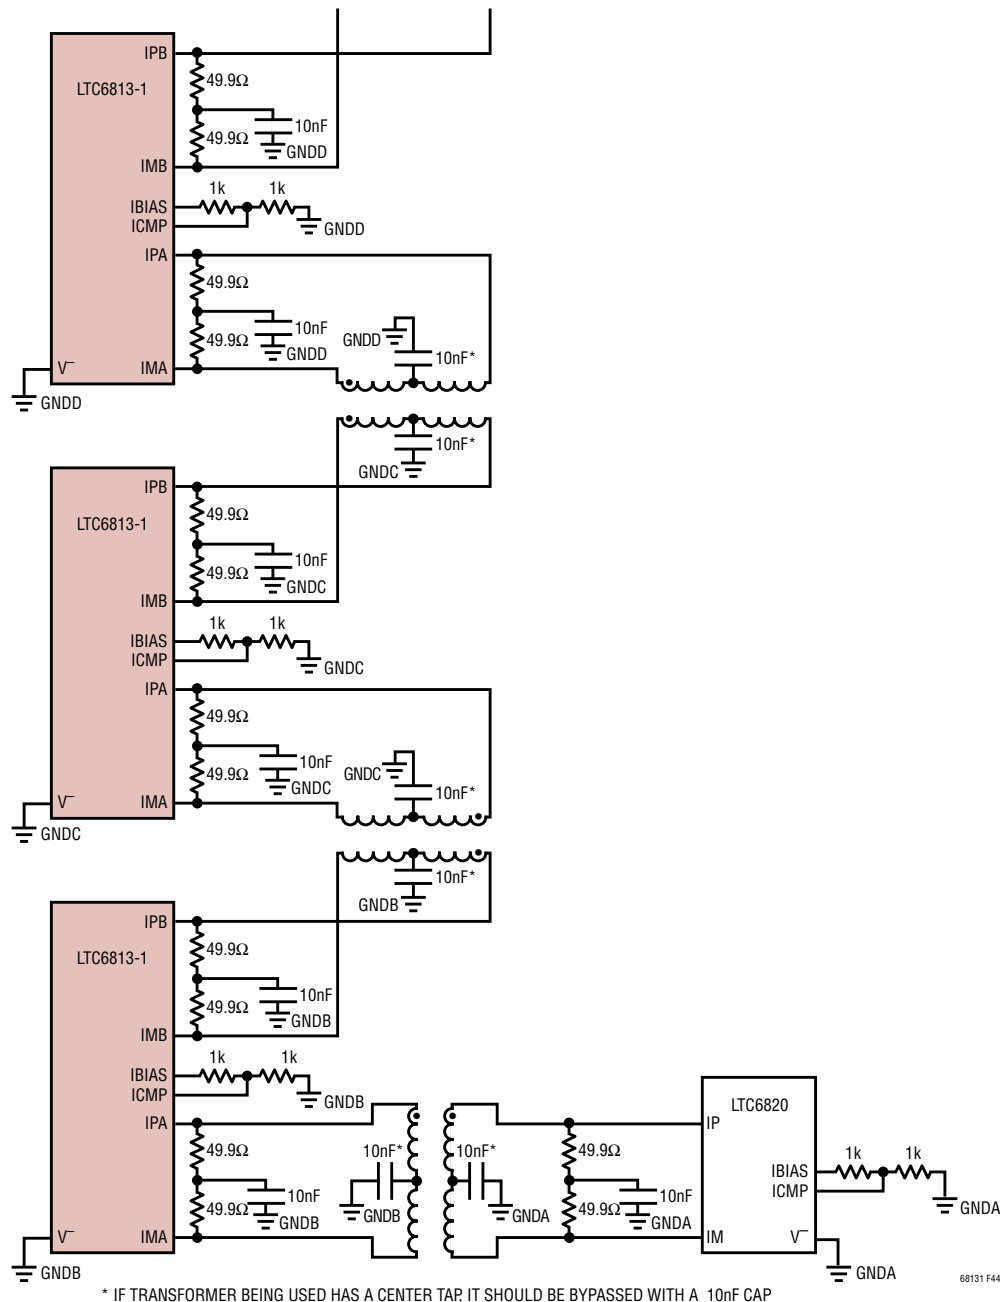 IPB
LTC6813-1
49.9Ω
10nF
49.9Ω
GNDD
IMB
1k 1k
IBIAS
ICMP
GNDD
IPA
49.9Ω
10nF
49.9Ω
GNDD
GNDD
10nF*
V– IMA
GNDD
10nF*
GNDC
IPB
LTC6813-1
49.9Ω
10nF
49.9Ω
GNDC
IMB
1k 1k
IBIAS
ICMP
GNDC
IPA
49.9Ω
10nF
49.9Ω
GNDC
GNDC
10nF*
V– IMA
GNDC
10nF*
GNDB
IPB
LTC6813-1
49.9Ω
10nF
49.9Ω
GNDB
IMB
1k 1k
IBIAS
ICMP
GNDB
IPA
49.9Ω
10nF
49.9Ω
GNDB
10nF*
GNDB
10nF*
GNDA
V– IMA
GNDB
49.9Ω
10nF
49.9Ω
GNDA
LTC6820
IP
1k 1k
IBIAS
ICMP
GNDA
IM V–
GNDA
68131 F44
* IF TRANSFORMER BEING USED HAS A CENTER TAP, IT SHOULD BE BYPASSED WITH A 10nF CAP